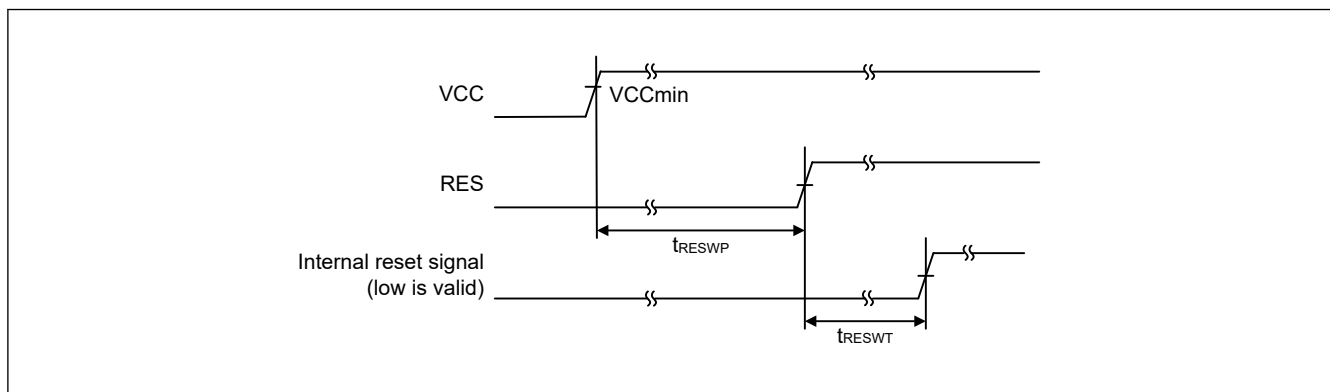 VCC
VCCmin
RES
tRESWP
Internal reset signal
(low is valid)
tRESWT